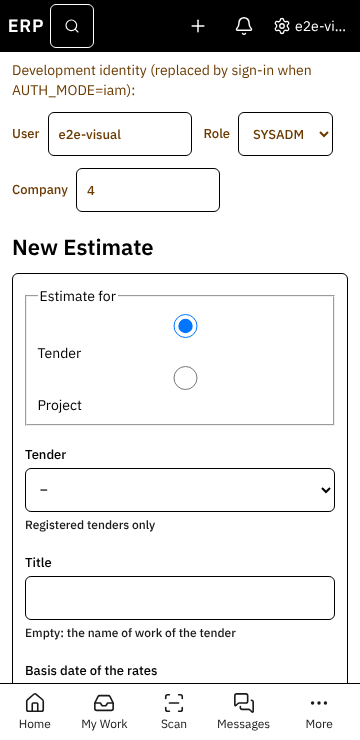 ERP
e2e-vi...
Development identity (replaced by sign-in when
AUTH_MODE=iam):
User e2e-visual Role SYSADM
Company 4
New Estimate
Estimate for
Tender
Project
Tender
–
Registered tenders only
Title
Empty: the name of work of the tender
Basis date of the rates
Home My Work Scan Messages More